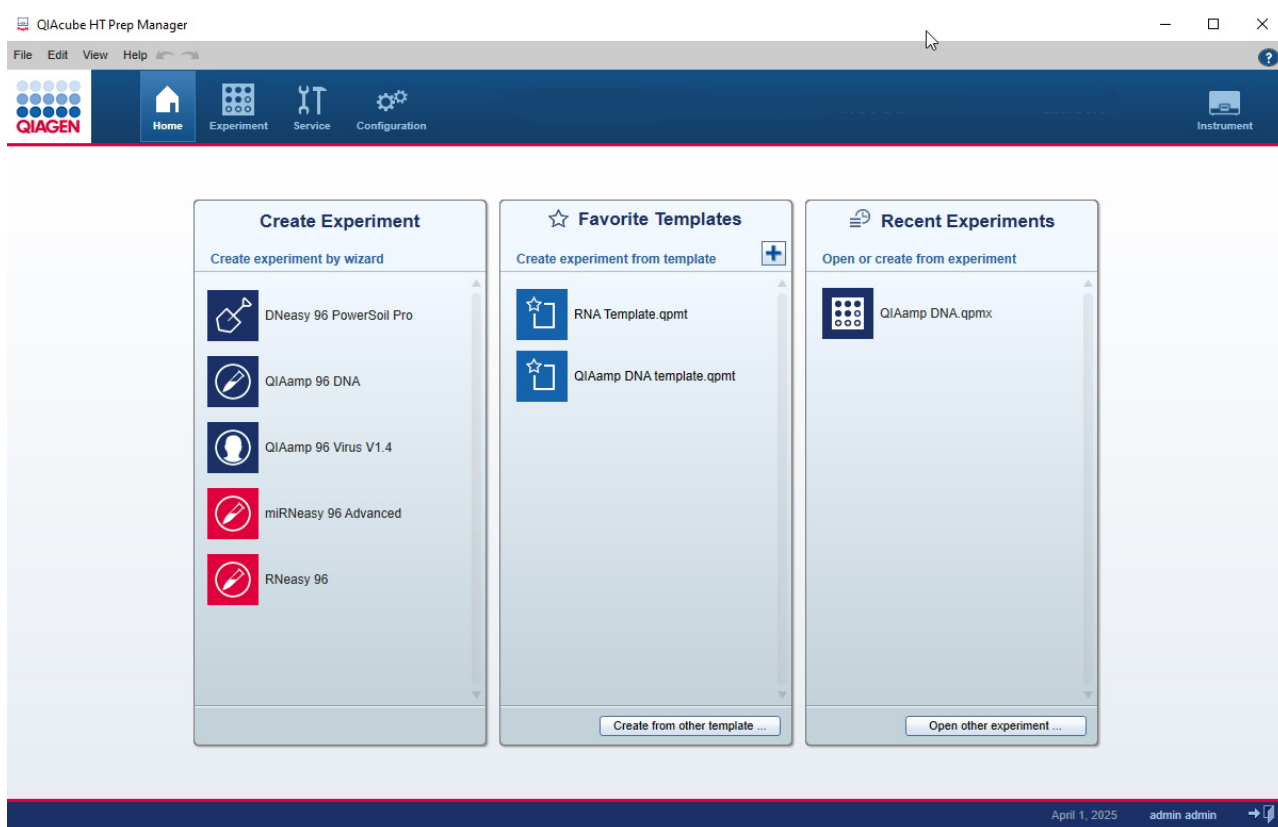 QIAcube HT Prep Manager
File Edit View Help
?
QIAGEN
Home Experiment Service Configuration Instrument
Create Experiment
Create experiment by wizard
DNeasy 96 PowerSoil Pro
QIAamp 96 DNA
QIAamp 96 Virus V1.4
miRNeasy 96 Advanced
RNeasy 96
Favorite Templates
Create experiment from template
RNA Template.qpmt
QIAamp DNA template.qpmt
Create from other template ...
Recent Experiments
Open or create from experiment
QIAamp DNA.qpmx
Open other experiment ...
April 1, 2025 admin admin